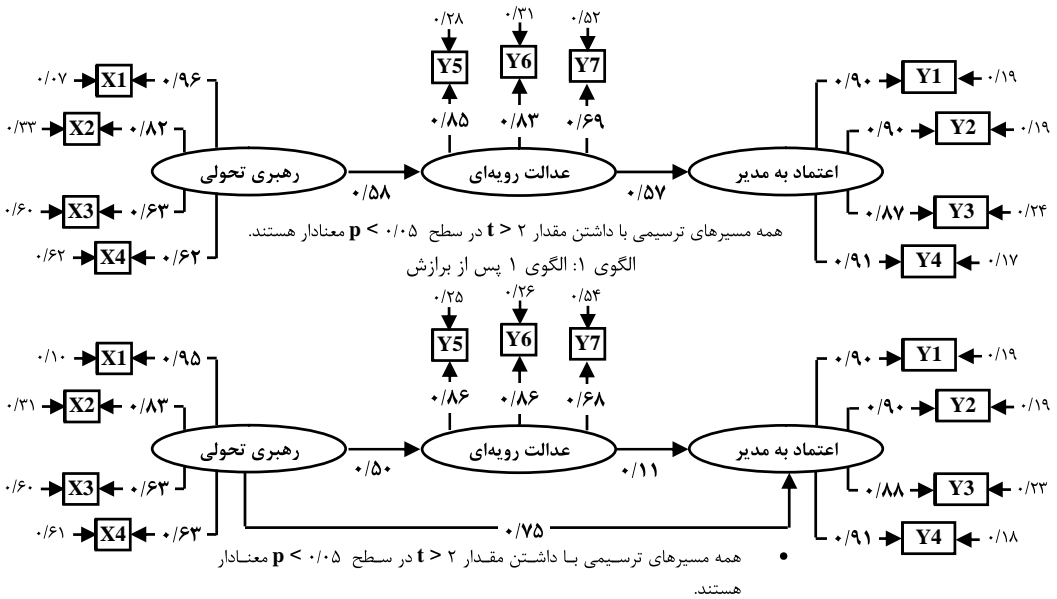 ۰/۲۸ ۰/۳۱ ۰/۵۲
Y5 Y6 Y7
۰/۸۵ ۰/۸۳ ۰/۶۹
۰/۰۷ X1 ۰/۹۶
۰/۳۳ X2 ۰/۸۲
۰/۶۰ X3 ۰/۶۳
۰/۶۲ X4 ۰/۶۲
رهبری تحولی
۰/۵۸
عدالت رویه‌ای
۰/۵۷
اعتماد به مدیر
۰/۹۰ Y1 ۰/۱۹
۰/۹۰ Y2 ۰/۱۹
۰/۸۷ Y3 ۰/۲۴
۰/۹۱ Y4 ۰/۱۷
همه مسیرهای ترسیمی با داشتن مقدار t > ۲ در سطح p < ۰/۰۵ معنادار هستند.
الگوی ۱: الگوی ۱ پس از برازش
۰/۲۵ ۰/۲۶ ۰/۵۴
Y5 Y6 Y7
۰/۸۶ ۰/۸۶ ۰/۶۸
۰/۱۰ X1 ۰/۹۵
۰/۳۱ X2 ۰/۸۳
۰/۶۰ X3 ۰/۶۳
۰/۶۱ X4 ۰/۶۳
رهبری تحولی
۰/۵۰
عدالت رویه‌ای
۰/۱۱
اعتماد به مدیر
۰/۹۰ Y1 ۰/۱۹
۰/۹۰ Y2 ۰/۱۹
۰/۸۸ Y3 ۰/۲۳
۰/۹۱ Y4 ۰/۱۸
۰/۷۵
• همه مسیرهای ترسیمی با داشتن مقدار t > ۲ در سطح p < ۰/۰۵ معنادار
هستند.